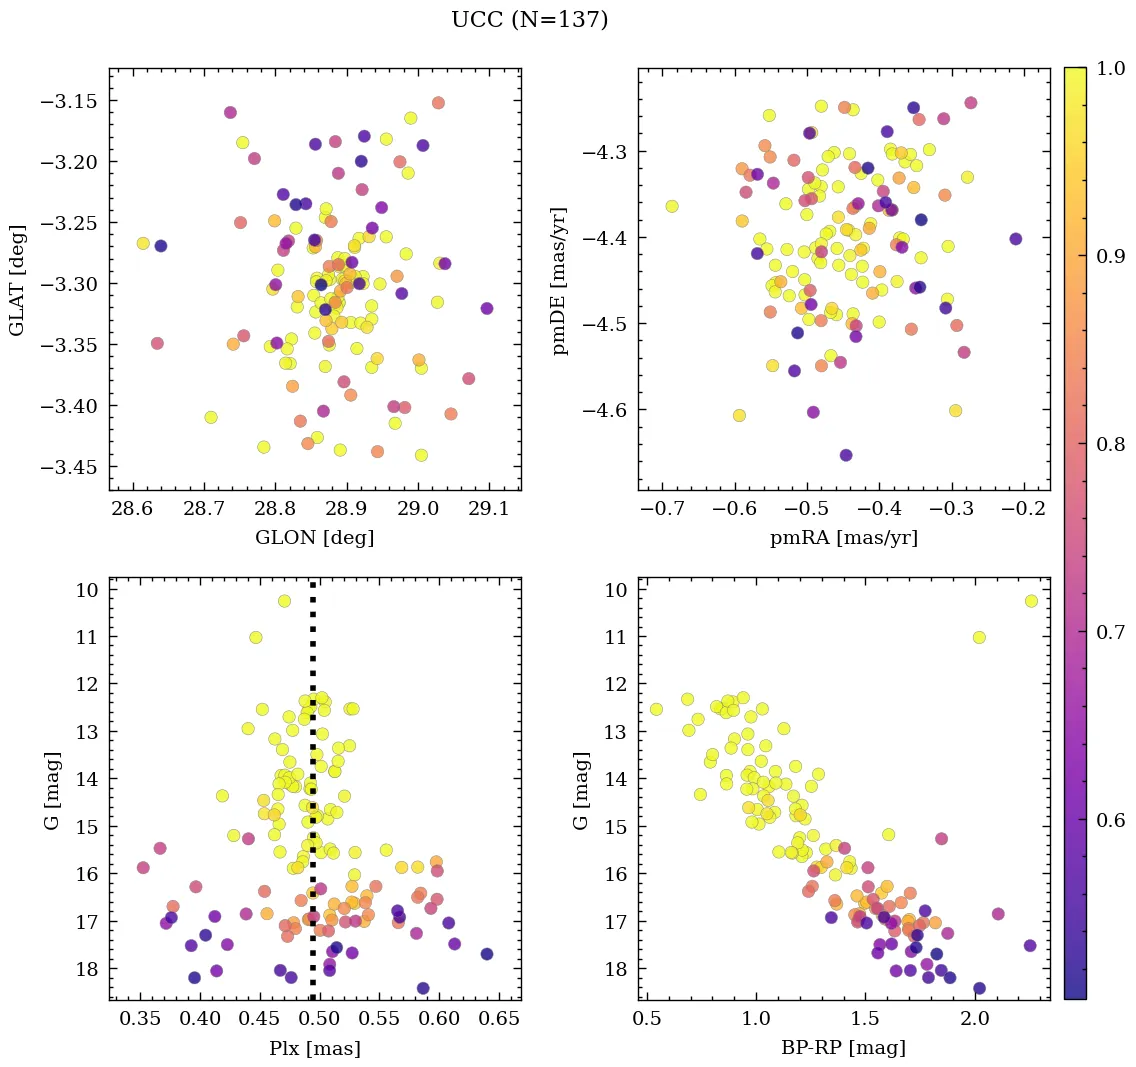 UCC (N=137)
−3.15
−3.20
−3.25
−3.30
−3.35
−3.40
−3.45
GLAT [deg]
28.6 28.7 28.8 28.9 29.0 29.1
GLON [deg]
−4.3
−4.4
−4.5
−4.6
pmDE [mas/yr]
−0.7 −0.6 −0.5 −0.4 −0.3 −0.2
pmRA [mas/yr]
10
11
12
13
14
15
16
17
18
G [mag]
0.35 0.40 0.45 0.50 0.55 0.60 0.65
Plx [mas]
10
11
12
13
14
15
16
17
18
G [mag]
0.5 1.0 1.5 2.0
BP-RP [mag]
1.0
0.9
0.8
0.7
0.6